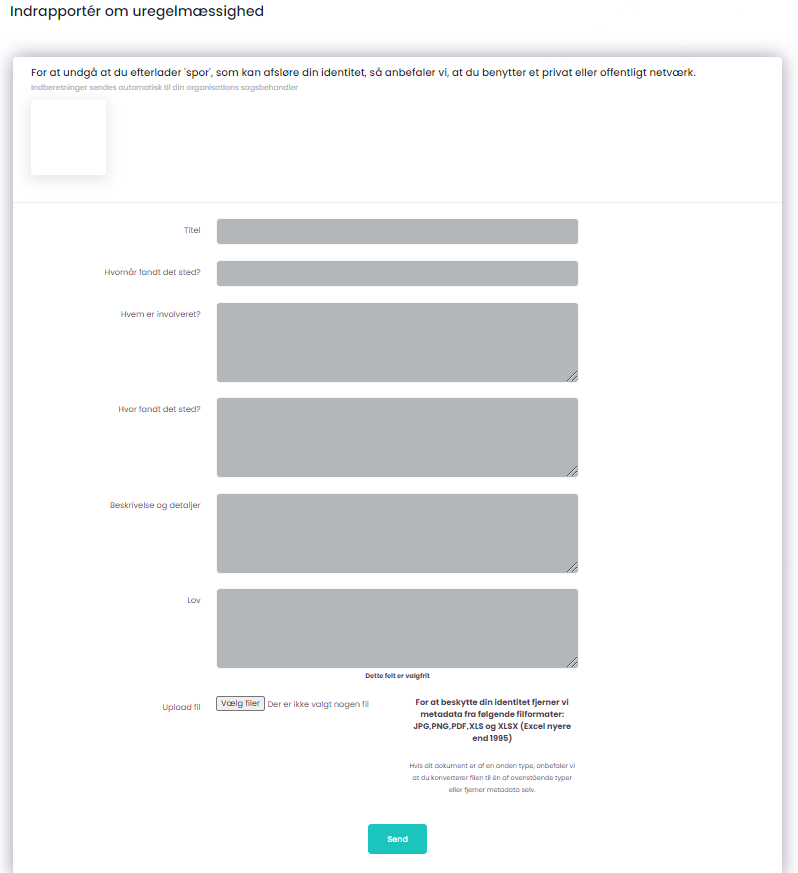 Indrapportér om uregelmæssighed
For at undgå at du efterlader 'spor', som kan afsløre din identitet, så anbefaler vi, at du benytter et privat eller offentligt netværk.
Indberetninger sendes automatisk til din organisations sagsbehandler
Titel
Hvornår fandt det sted?
Hvem er involveret?
Hvor fandt det sted?
Beskrivelse og detaljer
Lov
Dette felt er valgfrit
Upload fil
Vælg filer Der er ikke valgt nogen fil
For at beskytte din identitet fjerner vi
metadata fra følgende filformater:
JPG,PNG,PDF,XLS og XLSX (Excel nyere
end 1995)
Hvis dit dokument er af en anden type, anbefaler vi
at du konverterer filen til én af ovenstående typer
eller fjerner metadata selv.
Send